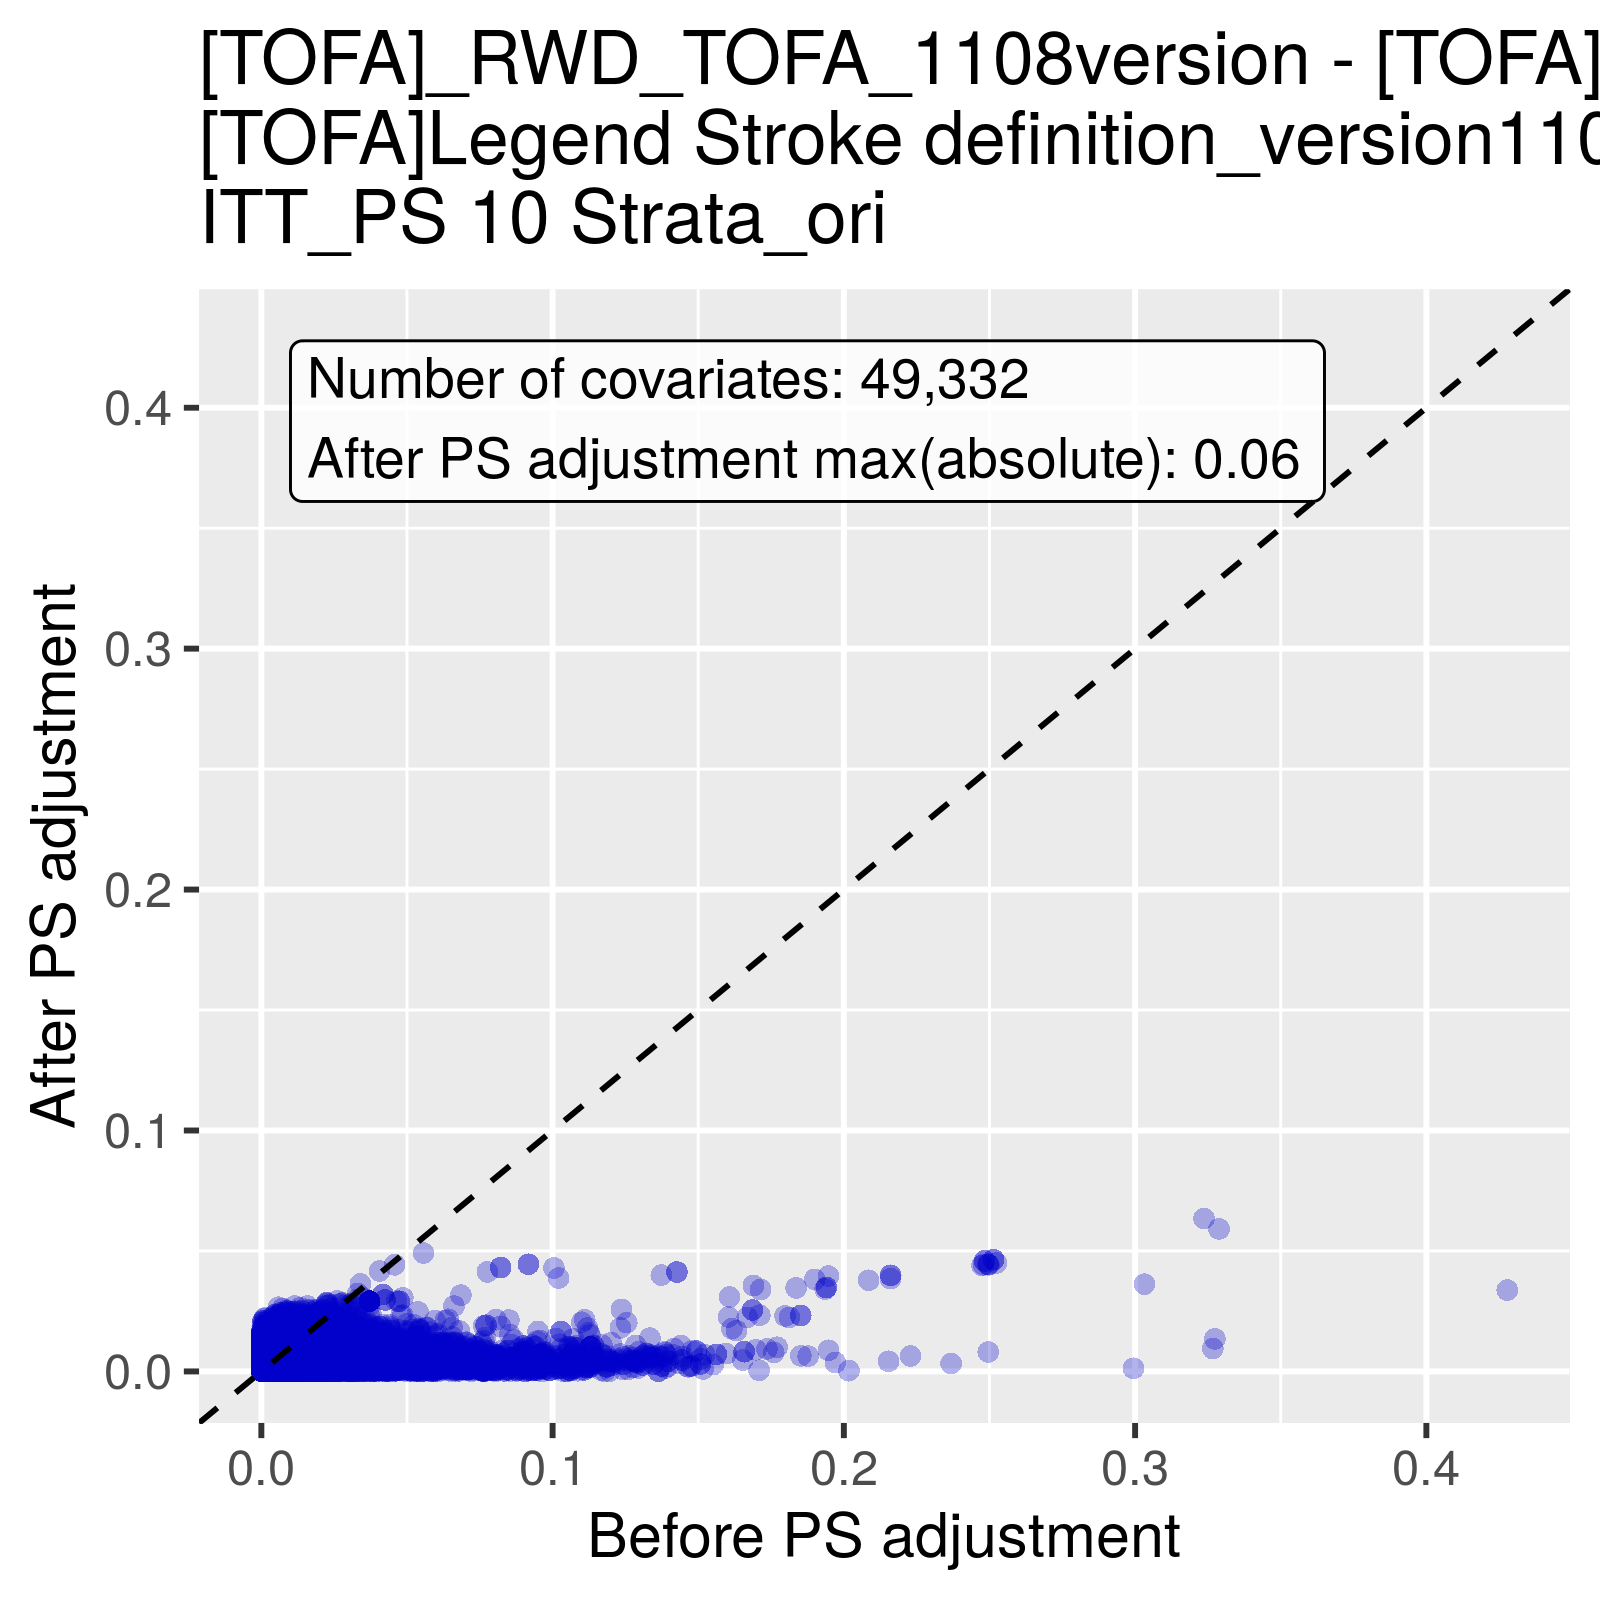 [TOFA]_RWD_TOFA_1108version - [TOFA]
[TOFA]Legend Stroke definition_version110
ITT_PS 10 Strata_ori
Number of covariates: 49,332
After PS adjustment max(absolute): 0.06
After PS adjustment
0.4
0.3
0.2
0.1
0.0
0.0 0.1 0.2 0.3 0.4
Before PS adjustment